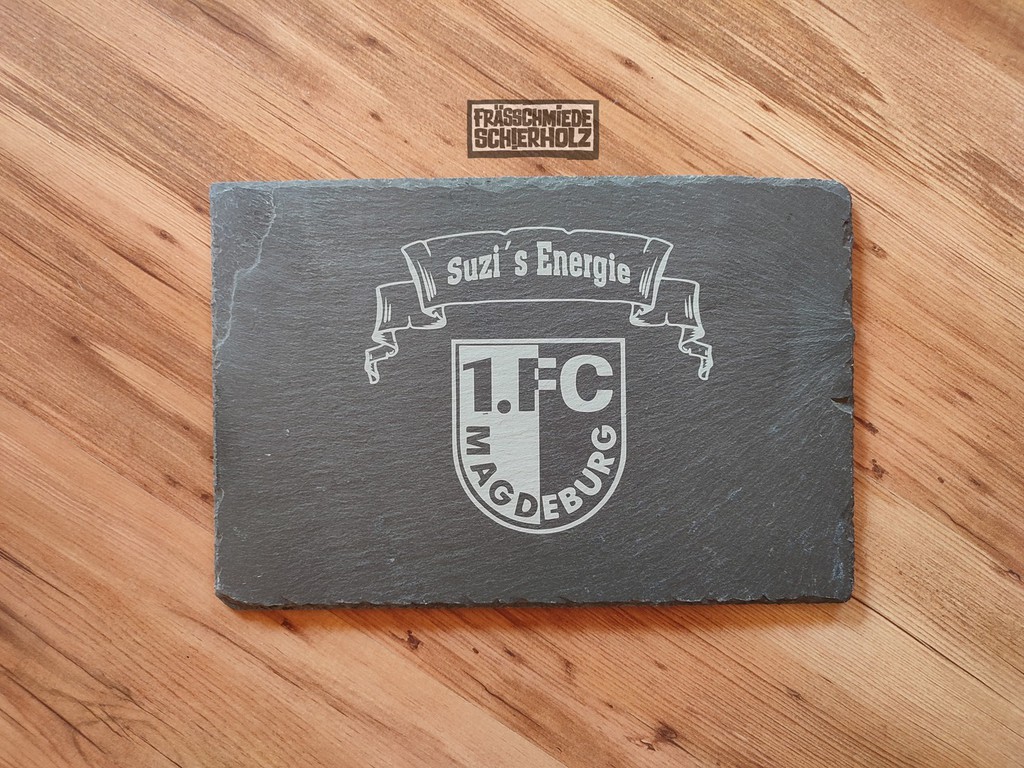 FRÄSSCHMIEDE
SCHIERHOLZ
Suzi´s Energie
1.FC
MAGDEBURG